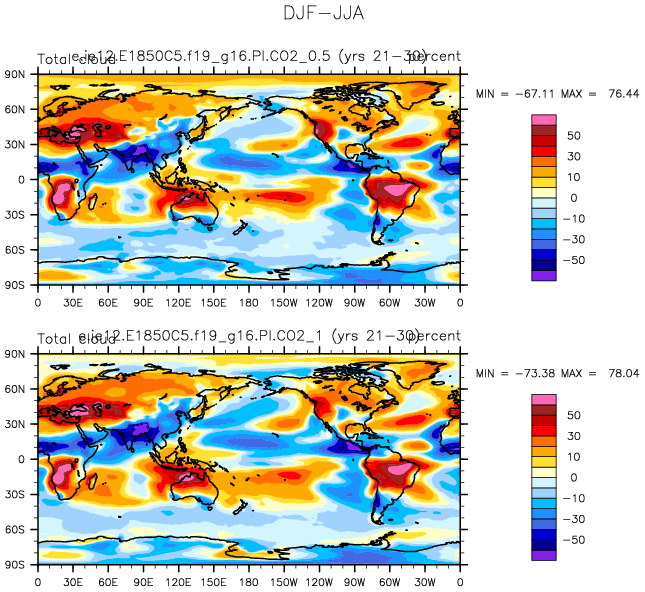 DJF-JJA
Total cloud e.ie12.E1850C5.f19_g16.PI.CO2_0.5 (yrs 21-30) percent
MIN = -67.11 MAX = 76.44
90N
60N
30N
0
30S
60S
90S
0 30E 60E 90E 120E 150E 180 150W 120W 90W 60W 30W 0
50
30
10
0
-10
-30
-50
Total cloud e.ie12.E1850C5.f19_g16.PI.CO2_1 (yrs 21-30) percent
MIN = -73.38 MAX = 78.04
90N
60N
30N
0
30S
60S
90S
0 30E 60E 90E 120E 150E 180 150W 120W 90W 60W 30W 0
50
30
10
0
-10
-30
-50